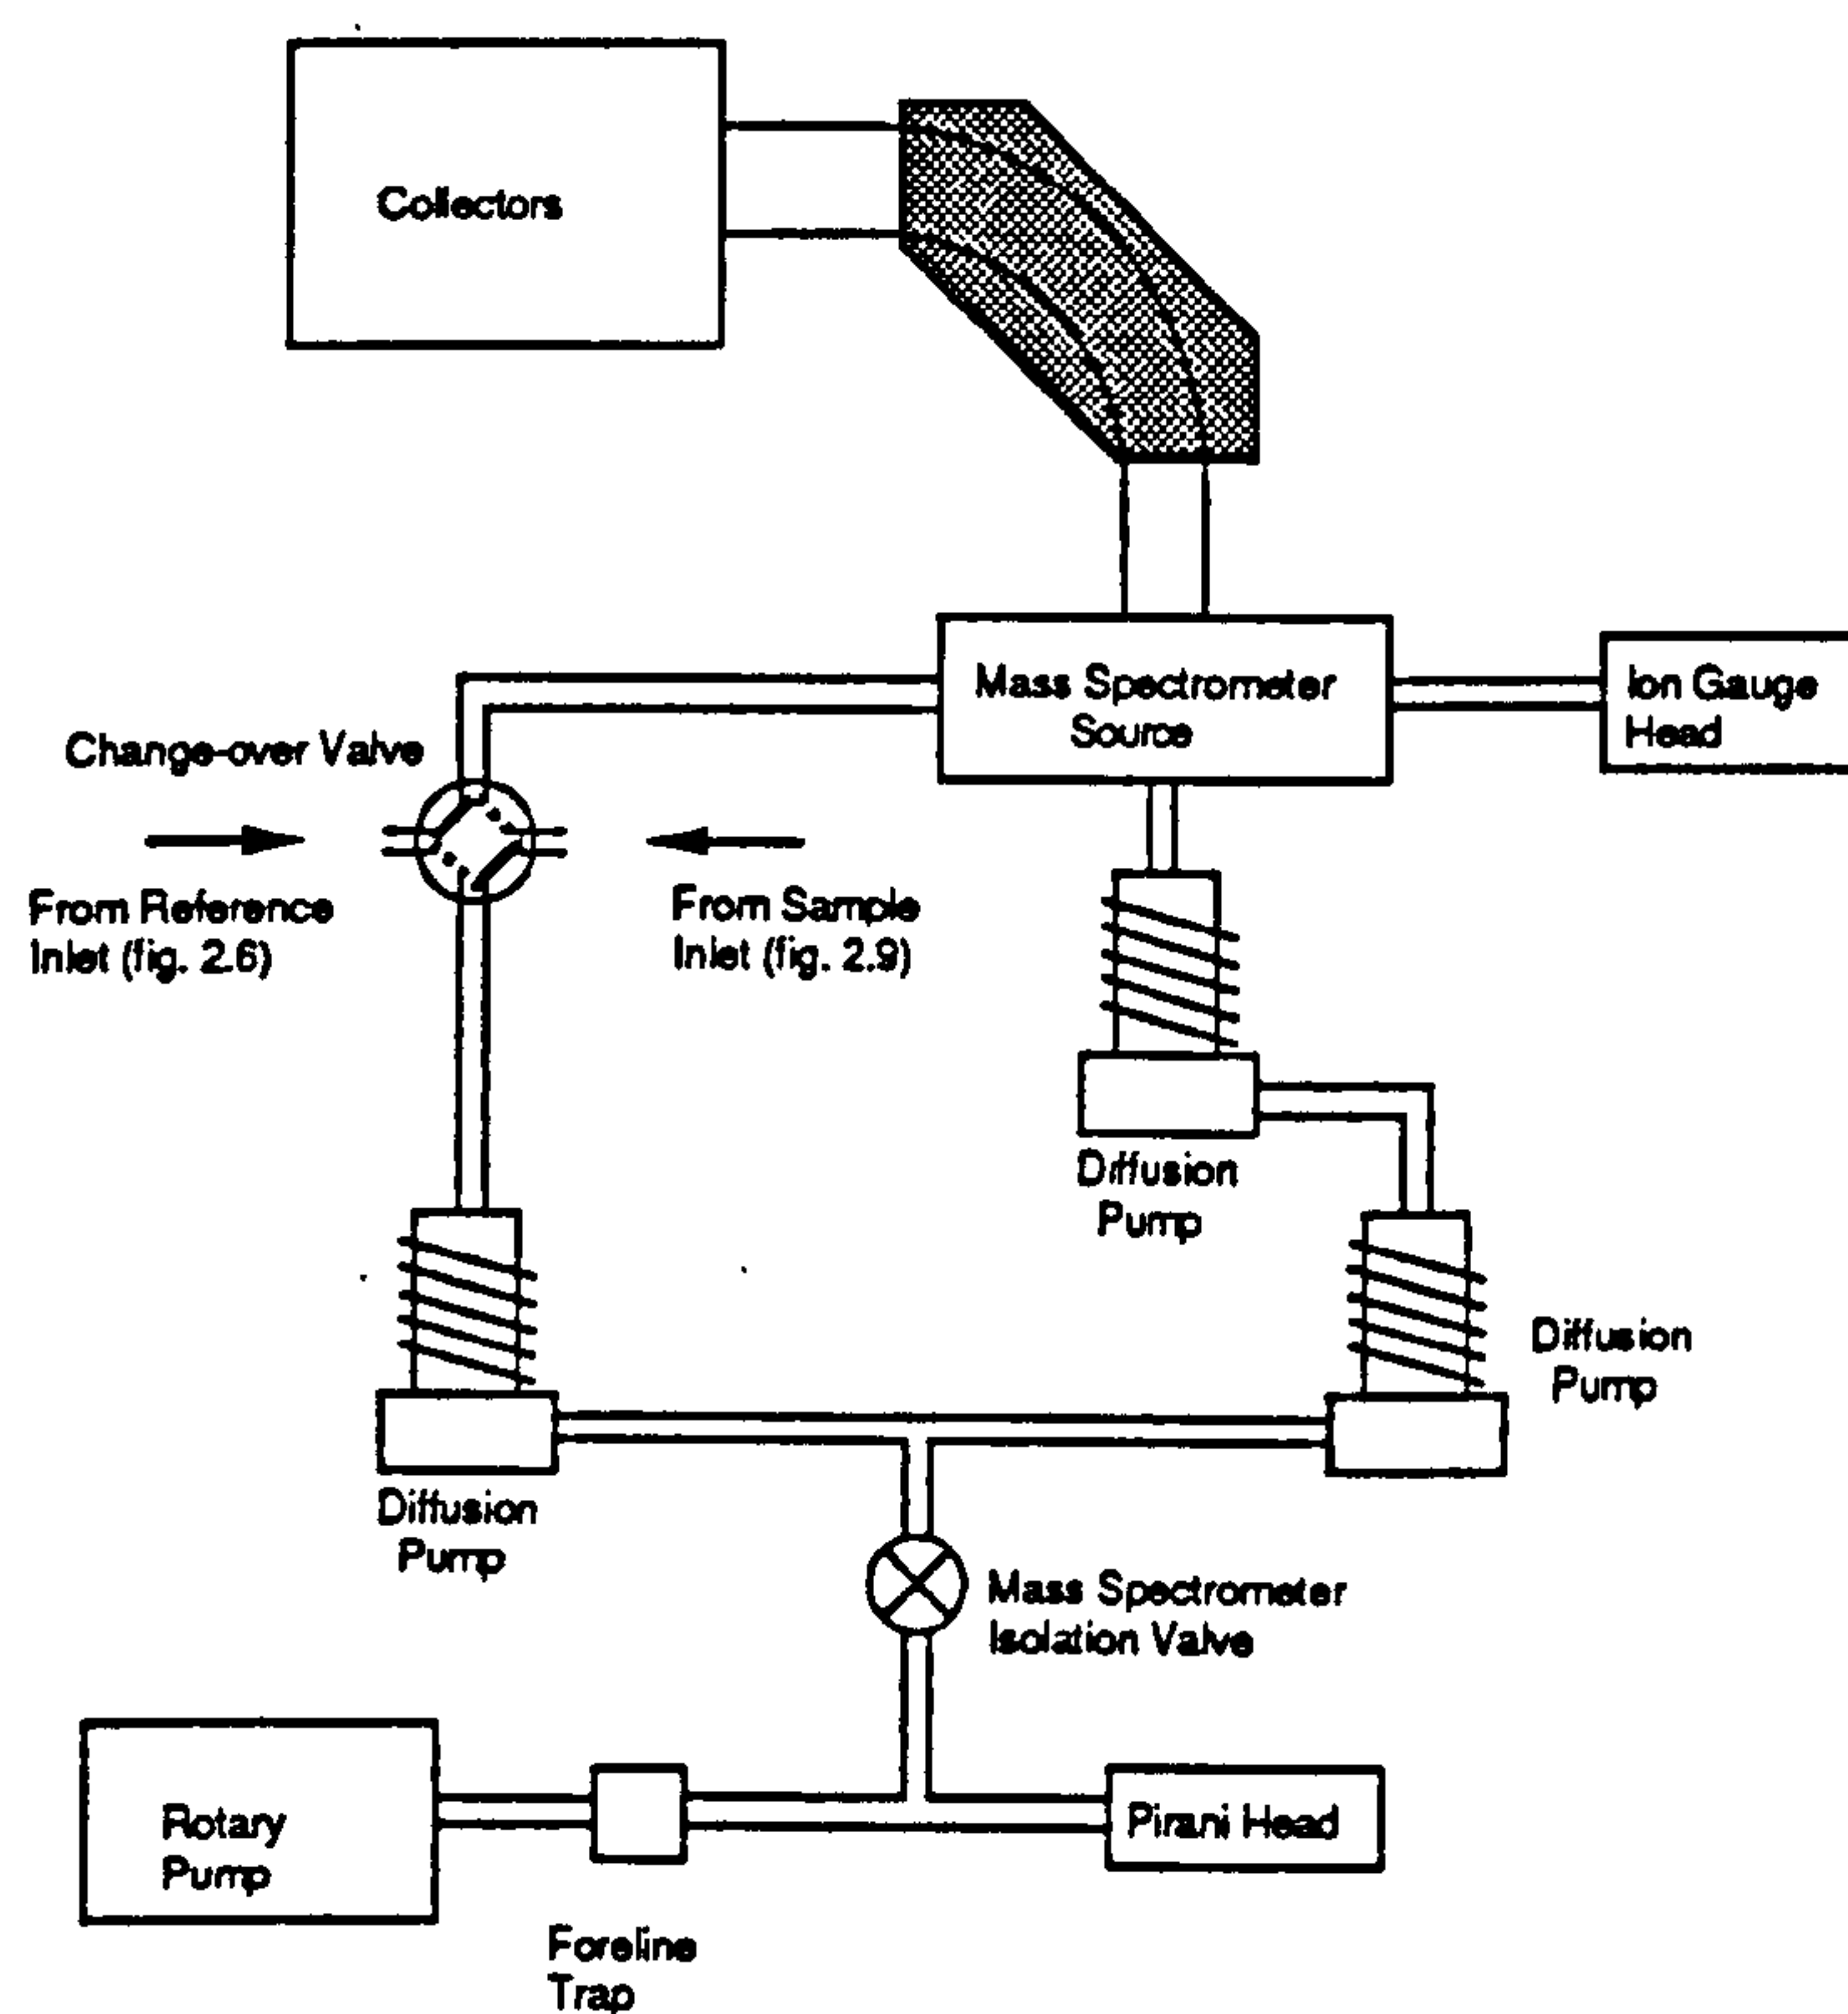 Collectors
Mass Spectrometer
Source
Ion Gauge
Head
Change-over Valve
From Reference
Inlet (fig. 2.6)
From Sample
Inlet (fig. 2.9)
Diffusion
Pump
Diffusion
Pump
Diffusion
Pump
Mass Spectrometer
Isolation Valve
Rotary
Pump
Pirani Head
Foreline
Trap